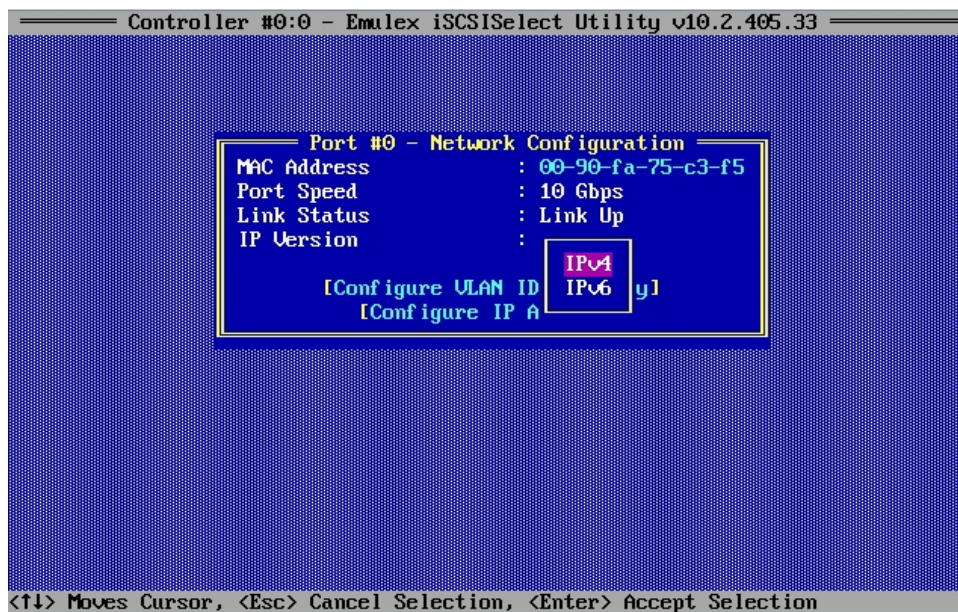 Controller #0:0 - Emulex iSCSISelect Utility v10.2.405.33
Port #0 - Network Configuration
MAC Address : 00-90-fa-75-c3-f5
Port Speed : 10 Gbps
Link Status : Link Up
IP Version :
IPv4
[Configure VLAN ID IPv6 y]
[Configure IP A
<↑↓> Moves Cursor, <Esc> Cancel Selection, <Enter> Accept Selection